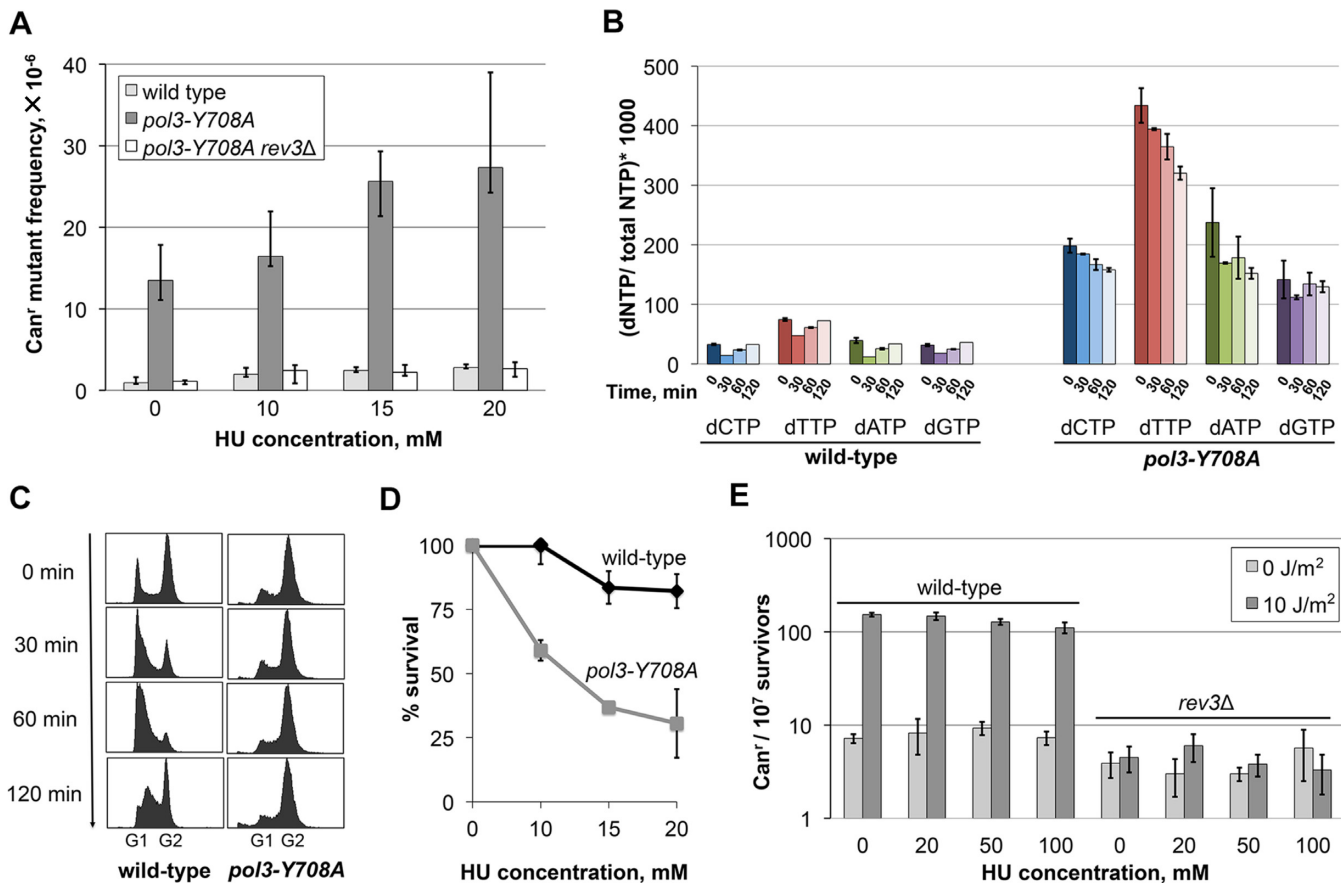 A
Canʳ mutant frequency, × 10⁻⁶
40
30
20
10
0
wild type
pol3-Y708A
pol3-Y708A rev3Δ
0 10 15 20
HU concentration, mM
B
(dNTP/ total NTP)* 1000
500
400
300
200
100
0
Time, min 0 30 60 120 0 30 60 120 0 30 60 120 0 30 60 120 0 30 60 120 0 30 60 120 0 30 60 120 0 30 60 120
dCTP dTTP dATP dGTP dCTP dTTP dATP dGTP
wild-type pol3-Y708A
C
0 min
30 min
60 min
120 min
G1 G2 G1 G2
wild-type pol3-Y708A
D
% survival
100
75
50
25
0
wild-type
pol3-Y708A
0 10 15 20
HU concentration, mM
E
Canʳ / 10⁷ survivors
1000
100
10
1
0 J/m²
10 J/m²
wild-type
rev3Δ
0 20 50 100 0 20 50 100
HU concentration, mM